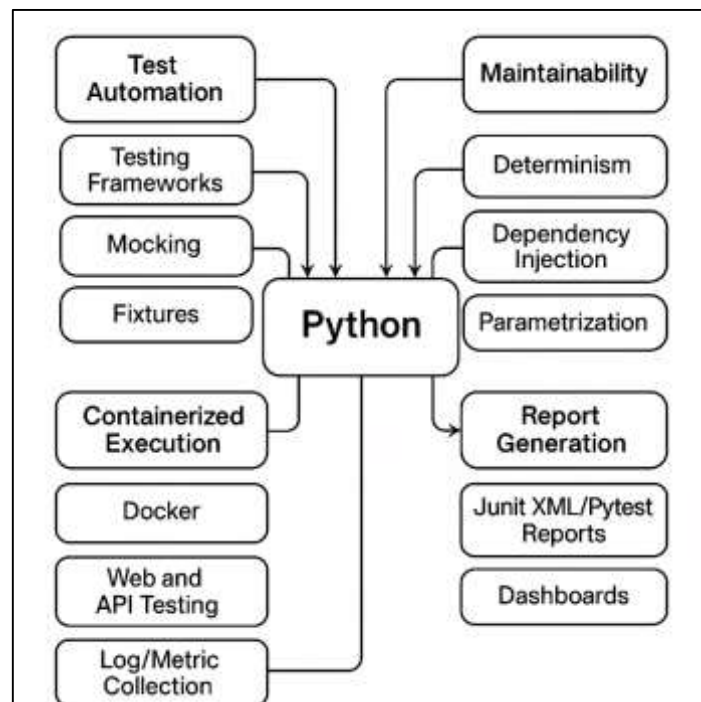 Test
Automation
Testing
Frameworks
Mocking
Fixtures
Maintainability
Determinism
Dependency
Injection
Parametrization
Python
Containerized
Execution
Docker
Web and
API Testing
Log/Metric
Collection
Report
Generation
Junit XML/Pytest
Reports
Dashboards